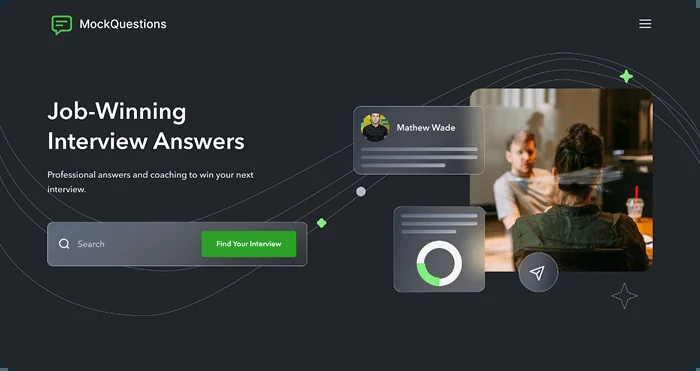 MockQuestions
Job-Winning
Interview Answers
Professional answers and coaching to win your next
interview.
Search
Find Your Interview
Mathew Wade